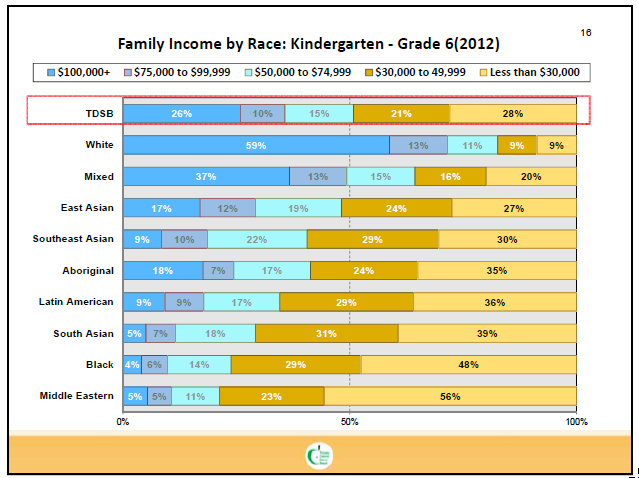 16
Family Income by Race: Kindergarten - Grade 6(2012)
$100,000+ $75,000 to $99,999 $50,000 to $74,999 $30,000 to 49,999 Less than $30,000
TDSB 26% 10% 15% 21% 28%
White 59% 13% 11% 9% 9%
Mixed 37% 13% 15% 16% 20%
East Asian 17% 12% 19% 24% 27%
Southeast Asian 9% 10% 22% 29% 30%
Aboriginal 18% 7% 17% 24% 35%
Latin American 9% 9% 17% 29% 36%
South Asian 5% 7% 18% 31% 39%
Black 4% 6% 14% 29% 48%
Middle Eastern 5% 5% 11% 23% 56%
0% 50% 100%